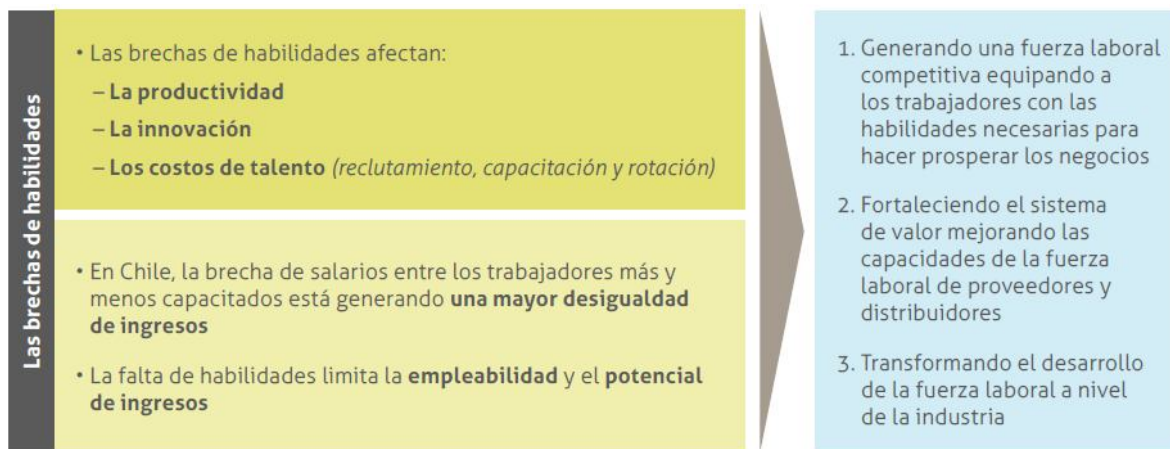 Las brechas de habilidades
• Las brechas de habilidades afectan:
– La productividad
– La innovación
– Los costos de talento (reclutamiento, capacitación y rotación)
• En Chile, la brecha de salarios entre los trabajadores más y
menos capacitados está generando una mayor desigualdad
de ingresos
• La falta de habilidades limita la empleabilidad y el potencial
de ingresos
1. Generando una fuerza laboral
competitiva equipando a
los trabajadores con las
habilidades necesarias para
hacer prosperar los negocios
2. Fortaleciendo el sistema
de valor mejorando las
capacidades de la fuerza
laboral de proveedores y
distribuidores
3. Transformando el desarrollo
de la fuerza laboral a nivel
de la industria